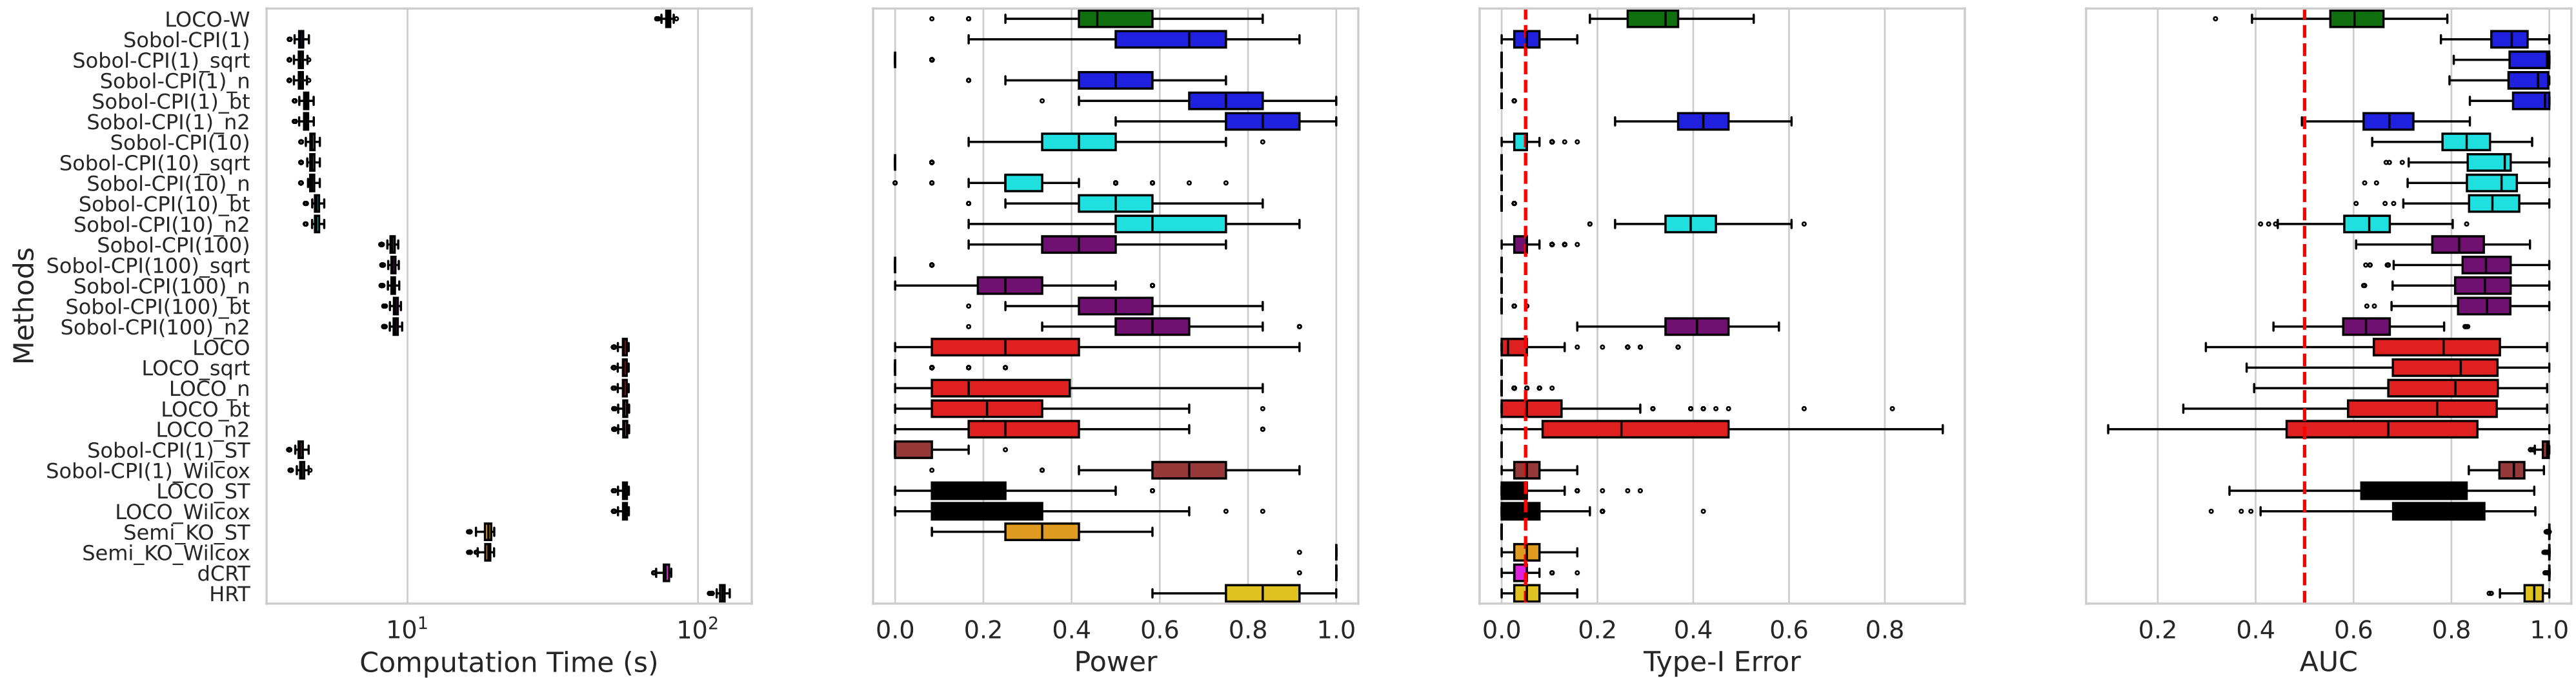 Methods
LOCO-W
Sobol-CPI(1)
Sobol-CPI(1)_sqrt
Sobol-CPI(1)_n
Sobol-CPI(1)_bt
Sobol-CPI(1)_n2
Sobol-CPI(10)
Sobol-CPI(10)_sqrt
Sobol-CPI(10)_n
Sobol-CPI(10)_bt
Sobol-CPI(10)_n2
Sobol-CPI(100)
Sobol-CPI(100)_sqrt
Sobol-CPI(100)_n
Sobol-CPI(100)_bt
Sobol-CPI(100)_n2
LOCO
LOCO_sqrt
LOCO_n
LOCO_bt
LOCO_n2
Sobol-CPI(1)_ST
Sobol-CPI(1)_Wilcox
LOCO_ST
LOCO_Wilcox
Semi_KO_ST
Semi_KO_Wilcox
dCRT
HRT
10¹ 10²
Computation Time (s)
0.0 0.2 0.4 0.6 0.8 1.0
Power
0.0 0.2 0.4 0.6 0.8
Type-I Error
0.2 0.4 0.6 0.8 1.0
AUC